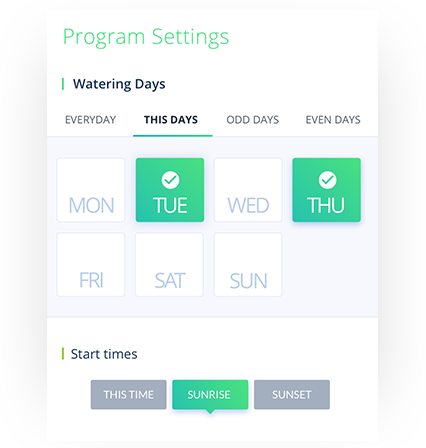 Program Settings
Watering Days
EVERYDAY THIS DAYS ODD DAYS EVEN DAYS
MON TUE WED THU
FRI SAT SUN
Start times
THIS TIME SUNRISE SUNSET